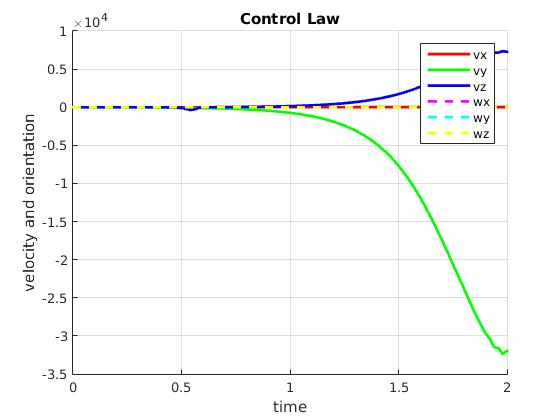 Control Law
×10⁴
1
0.5
0
-0.5
-1
-1.5
-2
-2.5
-3
-3.5
velocity and orientation
0
0.5
1
1.5
2
time
vx
vy
vz
wx
wy
wz